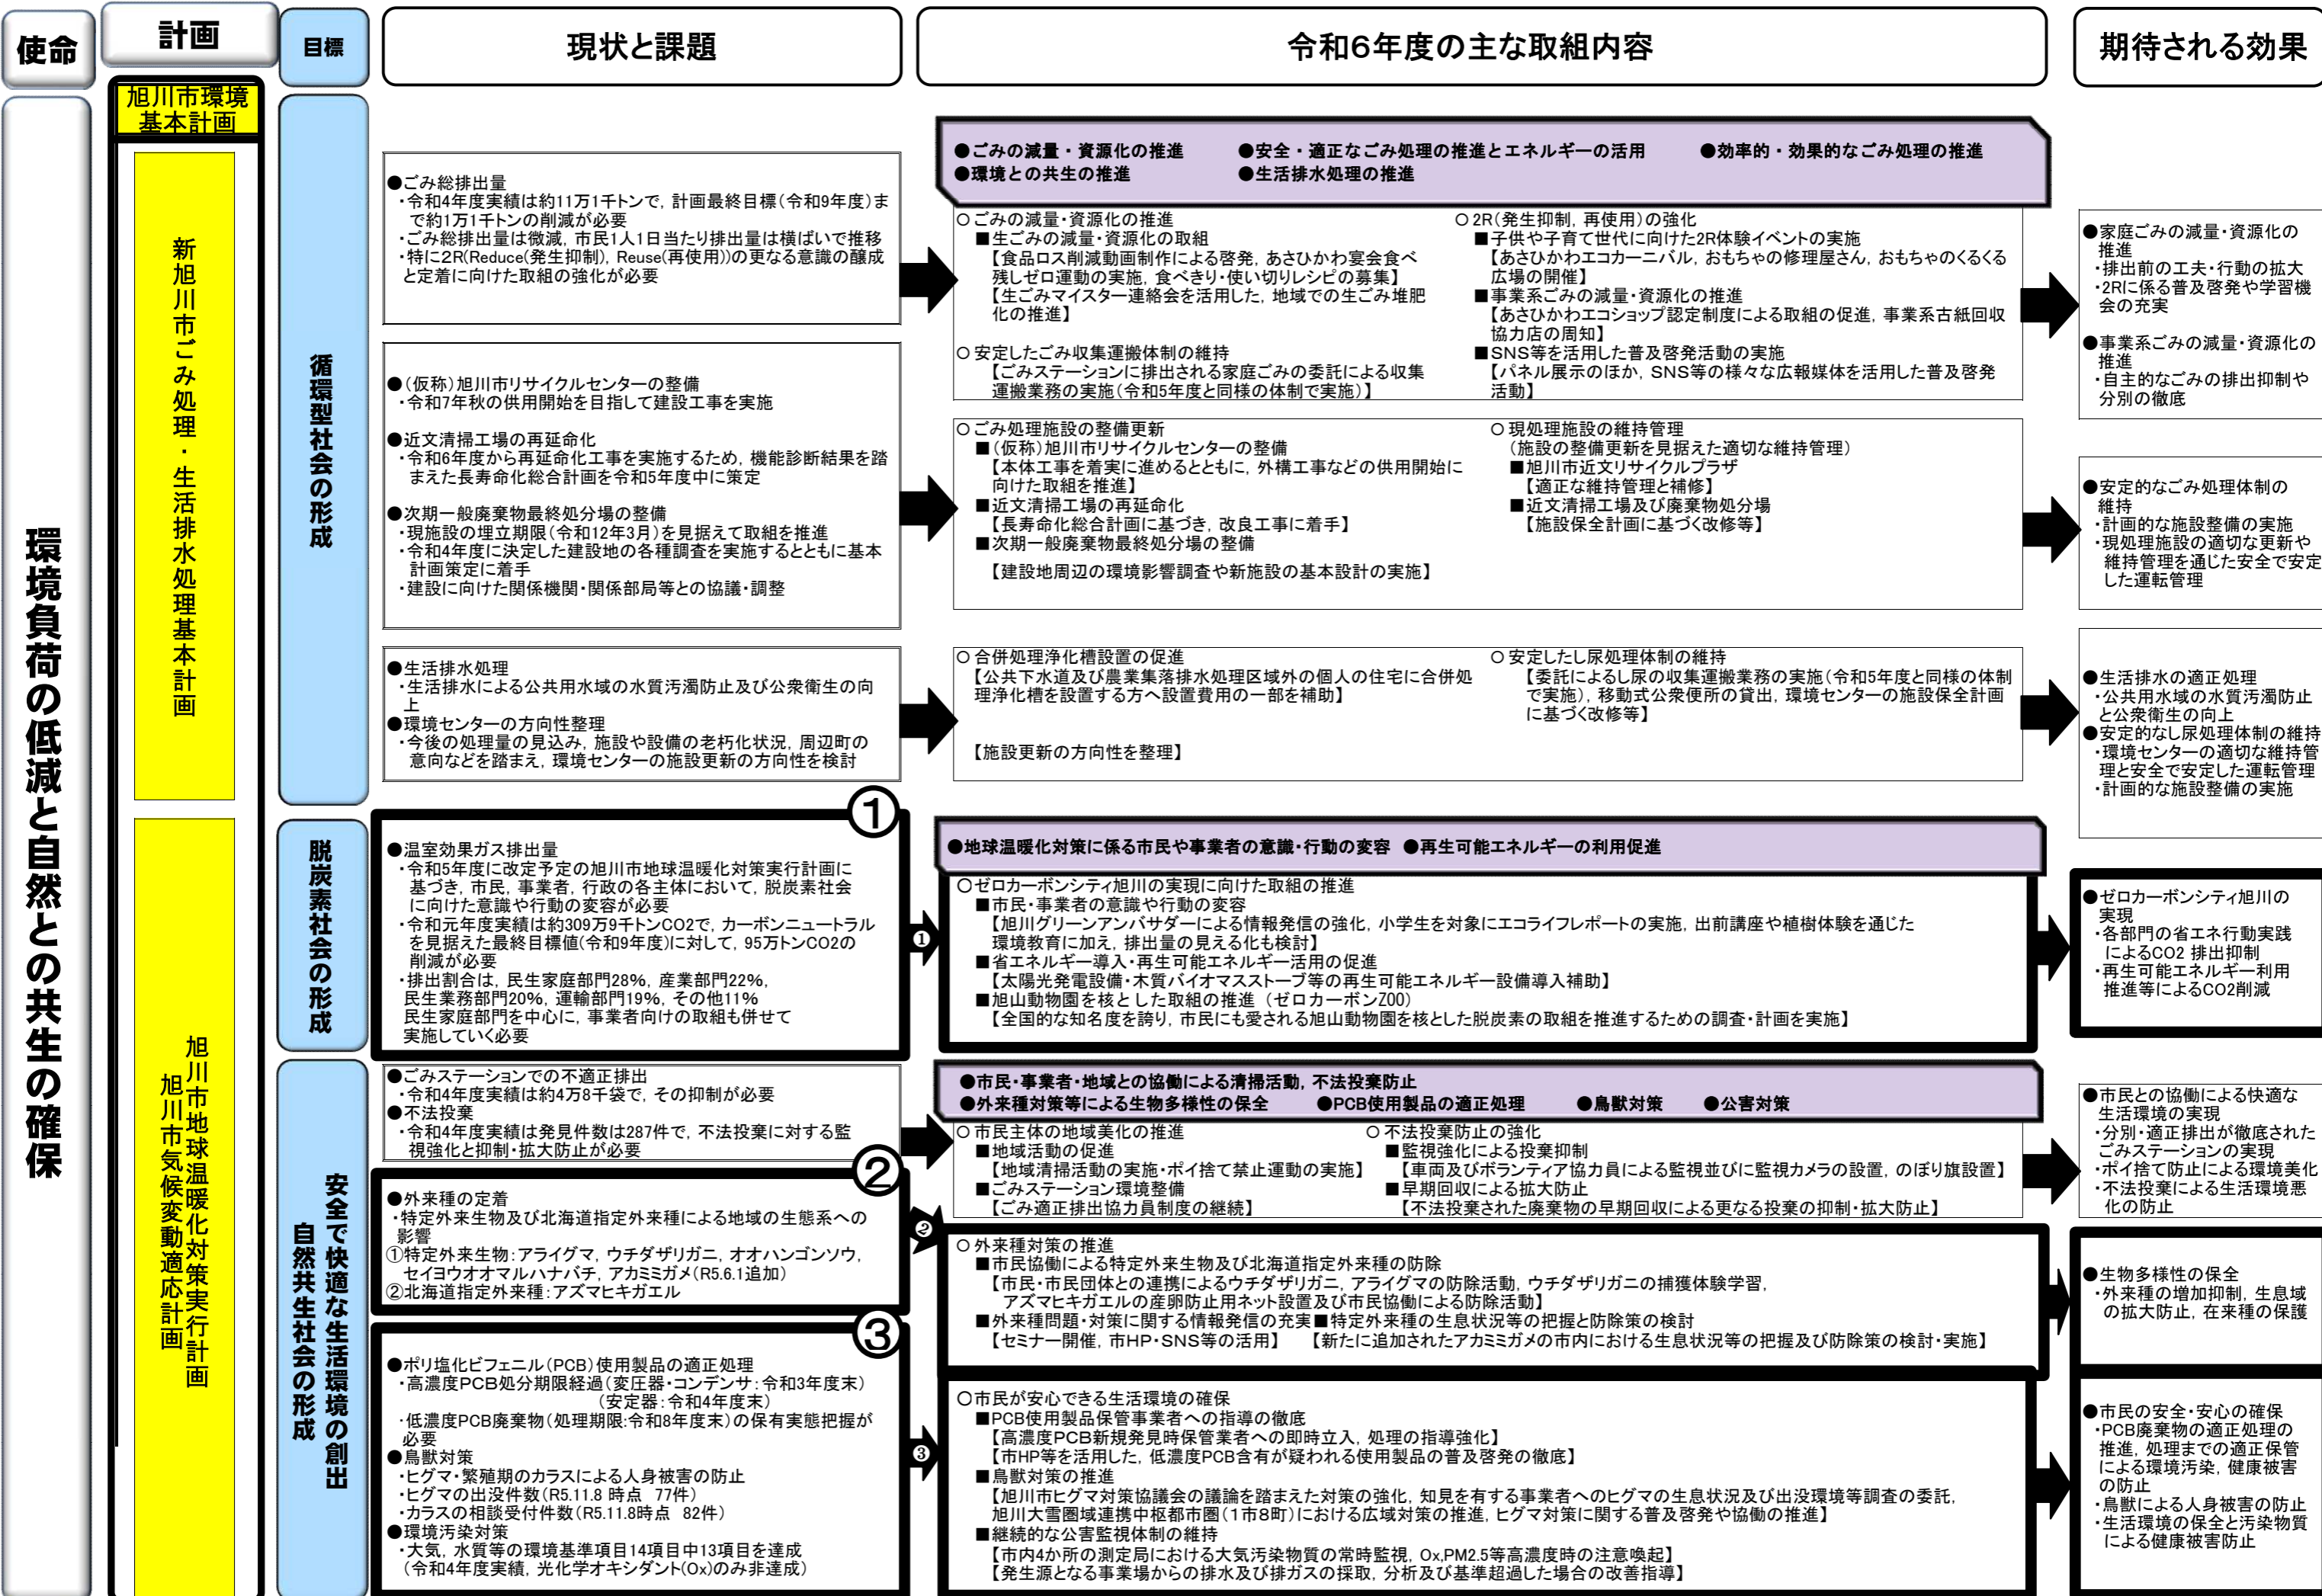 使命
計画
目標
現状と課題
令和6年度の主な取組内容
期待される効果
環境負荷の低減と自然との共生の確保
旭川市環境
基本計画
新旭川市ごみ処理・生活排水処理基本計画
旭川市地球温暖化対策実行計画
旭川市気候変動適応計画
循環型社会の形成
●ごみ総排出量
・令和4年度実績は約11万1千トンで，計画最終目標（令和9年度）ま
で約1万1千トンの削減が必要
・ごみ総排出量は微減，市民1人1日当たり排出量は横ばいで推移
・特に2R(Reduce(発生抑制)，Reuse(再使用))の更なる意識の醸成
と定着に向けた取組の強化が必要
●（仮称）旭川市リサイクルセンターの整備
・令和7年秋の供用開始を目指して建設工事を実施
●近文清掃工場の再延命化
・令和6年度から再延命化工事を実施するため，機能診断結果を踏
まえた長寿命化総合計画を令和5年度中に策定
●次期一般廃棄物最終処分場の整備
・現施設の埋立期限（令和12年3月）を見据えて取組を推進
・令和4年度に決定した建設地の各種調査を実施するとともに基本
計画策定に着手
・建設に向けた関係機関・関係部局等との協議・調整
●生活排水処理
・生活排水による公共用水域の水質汚濁防止及び公衆衛生の向
上
●環境センターの方向性整理
・今後の処理量の見込み，施設や設備の老朽化状況，周辺町の
意向などを踏まえ，環境センターの施設更新の方向性を検討
●ごみの減量・資源化の推進 ●安全・適正なごみ処理の推進とエネルギーの活用 ●効率的・効果的なごみ処理の推進
●環境との共生の推進 ●生活排水処理の推進
○ごみの減量・資源化の推進
■生ごみの減量・資源化の取組
【食品ロス削減動画制作による啓発，あさひかわ宴会食べ
残しゼロ運動の実施，食べきり・使い切りレシピの募集】
【生ごみマイスター連絡会を活用した，地域での生ごみ堆肥
化の推進】
○安定したごみ収集運搬体制の維持
【ごみステーションに排出される家庭ごみの委託による収集
運搬業務の実施（令和5年度と同様の体制で実施）】
○2R（発生抑制，再使用）の強化
■子供や子育て世代に向けた2R体験イベントの実施
【あさひかわエコカーニバル，おもちゃの修理屋さん，おもちゃのくるくる
広場の開催】
■事業系ごみの減量・資源化の推進
【あさひかわエコショップ認定制度による取組の促進，事業系古紙回収
協力店の周知】
■SNS等を活用した普及啓発活動の実施
【パネル展示のほか，SNS等の様々な広報媒体を活用した普及啓発
活動】
○ごみ処理施設の整備更新
■（仮称）旭川市リサイクルセンターの整備
【本体工事を着実に進めるとともに，外構工事などの供用開始に
向けた取組を推進】
■近文清掃工場の再延命化
【長寿命化総合計画に基づき，改良工事に着手】
■次期一般廃棄物最終処分場の整備
【建設地周辺の環境影響調査や新施設の基本設計の実施】
○現処理施設の維持管理
（施設の整備更新を見据えた適切な維持管理）
■旭川市近文リサイクルプラザ
【適正な維持管理と補修】
■近文清掃工場及び廃棄物処分場
【施設保全計画に基づく改修等】
○合併処理浄化槽設置の促進
【公共下水道及び農業集落排水処理区域外の個人の住宅に合併処
理浄化槽を設置する方へ設置費用の一部を補助】
【施設更新の方向性を整理】
○安定したし尿処理体制の維持
【委託によるし尿の収集運搬業務の実施（令和5年度と同様の体制
で実施），移動式公衆便所の貸出，環境センターの施設保全計画
に基づく改修等】
●家庭ごみの減量・資源化の
推進
・排出前の工夫・行動の拡大
・2Rに係る普及啓発や学習機
会の充実
●事業系ごみの減量・資源化の
推進
・自主的なごみの排出抑制や
分別の徹底
●安定的なごみ処理体制の
維持
・計画的な施設整備の実施
・現処理施設の適切な更新や
維持管理を通じた安全で安定
した運転管理
●生活排水の適正処理
・公共用水域の水質汚濁防止
と公衆衛生の向上
●安定的なし尿処理体制の維持
・環境センターの適切な維持管
理と安全で安定した運転管理
・計画的な施設整備の実施
脱炭素社会の形成
①
●温室効果ガス排出量
・令和5年度に改定予定の旭川市地球温暖化対策実行計画に
基づき，市民，事業者，行政の各主体において，脱炭素社会
に向けた意識や行動の変容が必要
・令和元年度実績は約309万9千トンCO2で，カーボンニュートラル
を見据えた最終目標値（令和9年度）に対して，95万トンCO2の
削減が必要
・排出割合は，民生家庭部門28％，産業部門22％，
民生業務部門20％，運輸部門19％，その他11％
民生家庭部門を中心に，事業者向けの取組も併せて
実施していく必要
❶
●地球温暖化対策に係る市民や事業者の意識・行動の変容 ●再生可能エネルギーの利用促進
○ゼロカーボンシティ旭川の実現に向けた取組の推進
■市民・事業者の意識や行動の変容
【旭川グリーンアンバサダーによる情報発信の強化，小学生を対象にエコライフレポートの実施，出前講座や植樹体験を通じた
環境教育に加え，排出量の見える化も検討】
■省エネルギー導入・再生可能エネルギー活用の促進
【太陽光発電設備・木質バイオマスストーブ等の再生可能エネルギー設備導入補助】
■旭山動物園を核とした取組の推進（ゼロカーボンZOO）
【全国的な知名度を誇り，市民にも愛される旭山動物園を核とした脱炭素の取組を推進するための調査・計画を実施】
●ゼロカーボンシティ旭川の
実現
・各部門の省エネ行動実践
によるCO2 排出抑制
・再生可能エネルギー利用
推進等によるCO2削減
安全で快適な生活環境の創出
自然共生社会の形成
●ごみステーションでの不適正排出
・令和4年度実績は約4万8千袋で，その抑制が必要
●不法投棄
・令和4年度実績は発見件数は287件で，不法投棄に対する監
視強化と抑制・拡大防止が必要
②
●外来種の定着
・特定外来生物及び北海道指定外来種による地域の生態系への
影響
①特定外来生物：アライグマ，ウチダザリガニ，オオハンゴンソウ，
セイヨウオオマルハナバチ，アカミミガメ（R5.6.1追加）
②北海道指定外来種：アズマヒキガエル
③
●ポリ塩化ビフェニル（PCB）使用製品の適正処理
・高濃度PCB処分期限経過（変圧器・コンデンサ：令和3年度末）
（安定器：令和4年度末）
・低濃度PCB廃棄物（処理期限:令和8年度末）の保有実態把握が
必要
●鳥獣対策
・ヒグマ・繁殖期のカラスによる人身被害の防止
・ヒグマの出没件数（R5.11.8 時点 77件）
・カラスの相談受付件数（R5.11.8時点 82件）
●環境汚染対策
・大気，水質等の環境基準項目14項目中13項目を達成
（令和4年度実績，光化学オキシダント(Ox)のみ非達成）
❷
❸
●市民・事業者・地域との協働による清掃活動，不法投棄防止
●外来種対策等による生物多様性の保全 ●PCB使用製品の適正処理 ●鳥獣対策 ●公害対策
○市民主体の地域美化の推進
■地域活動の促進
【地域清掃活動の実施・ポイ捨て禁止運動の実施】
■ごみステーション環境整備
【ごみ適正排出協力員制度の継続】
○不法投棄防止の強化
■監視強化による投棄抑制
【車両及びボランティア協力員による監視並びに監視カメラの設置，のぼり旗設置】
■早期回収による拡大防止
【不法投棄された廃棄物の早期回収による更なる投棄の抑制・拡大防止】
○外来種対策の推進
■市民協働による特定外来生物及び北海道指定外来種の防除
【市民・市民団体との連携によるウチダザリガニ，アライグマの防除活動，ウチダザリガニの捕獲体験学習，
アズマヒキガエルの産卵防止用ネット設置及び市民協働による防除活動】
■外来種問題・対策に関する情報発信の充実■特定外来種の生息状況等の把握と防除策の検討
【セミナー開催，市HP・SNS等の活用】 【新たに追加されたアカミミガメの市内における生息状況等の把握及び防除策の検討・実施】
○市民が安心できる生活環境の確保
■PCB使用製品保管事業者への指導の徹底
【高濃度PCB新規発見時保管業者への即時立入，処理の指導強化】
【市HP等を活用した，低濃度PCB含有が疑われる使用製品の普及啓発の徹底】
■鳥獣対策の推進
【旭川市ヒグマ対策協議会の議論を踏まえた対策の強化，知見を有する事業者へのヒグマの生息状況及び出没環境等調査の委託，
旭川大雪圏域連携中枢都市圏（1市8町）における広域対策の推進，ヒグマ対策に関する普及啓発や協働の推進】
■継続的な公害監視体制の維持
【市内4か所の測定局における大気汚染物質の常時監視，Ox,PM2.5等高濃度時の注意喚起】
【発生源となる事業場からの排水及び排ガスの採取，分析及び基準超過した場合の改善指導】
●市民との協働による快適な
生活環境の実現
・分別・適正排出が徹底された
ごみステーションの実現
・ポイ捨て防止による環境美化
・不法投棄による生活環境悪
化の防止
●生物多様性の保全
・外来種の増加抑制，生息域
の拡大防止，在来種の保護
●市民の安全・安心の確保
・PCB廃棄物の適正処理の
推進，処理までの適正保管
による環境汚染，健康被害
の防止
・鳥獣による人身被害の防止
・生活環境の保全と汚染物質
による健康被害防止